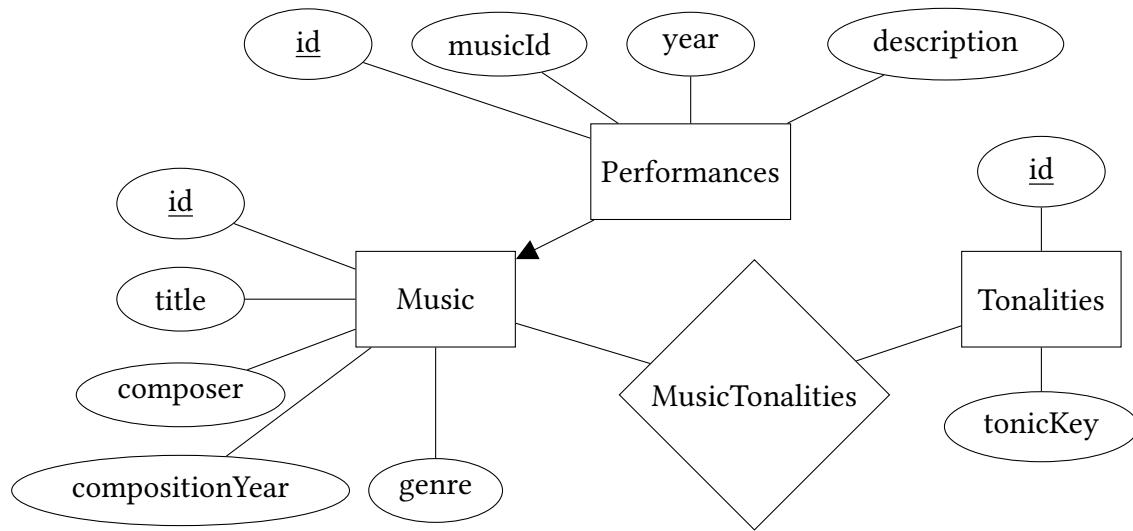 id
musicId
year
description
Performances
id
id
title
Music
Tonalities
composer
MusicTonalities
tonicKey
compositionYear
genre